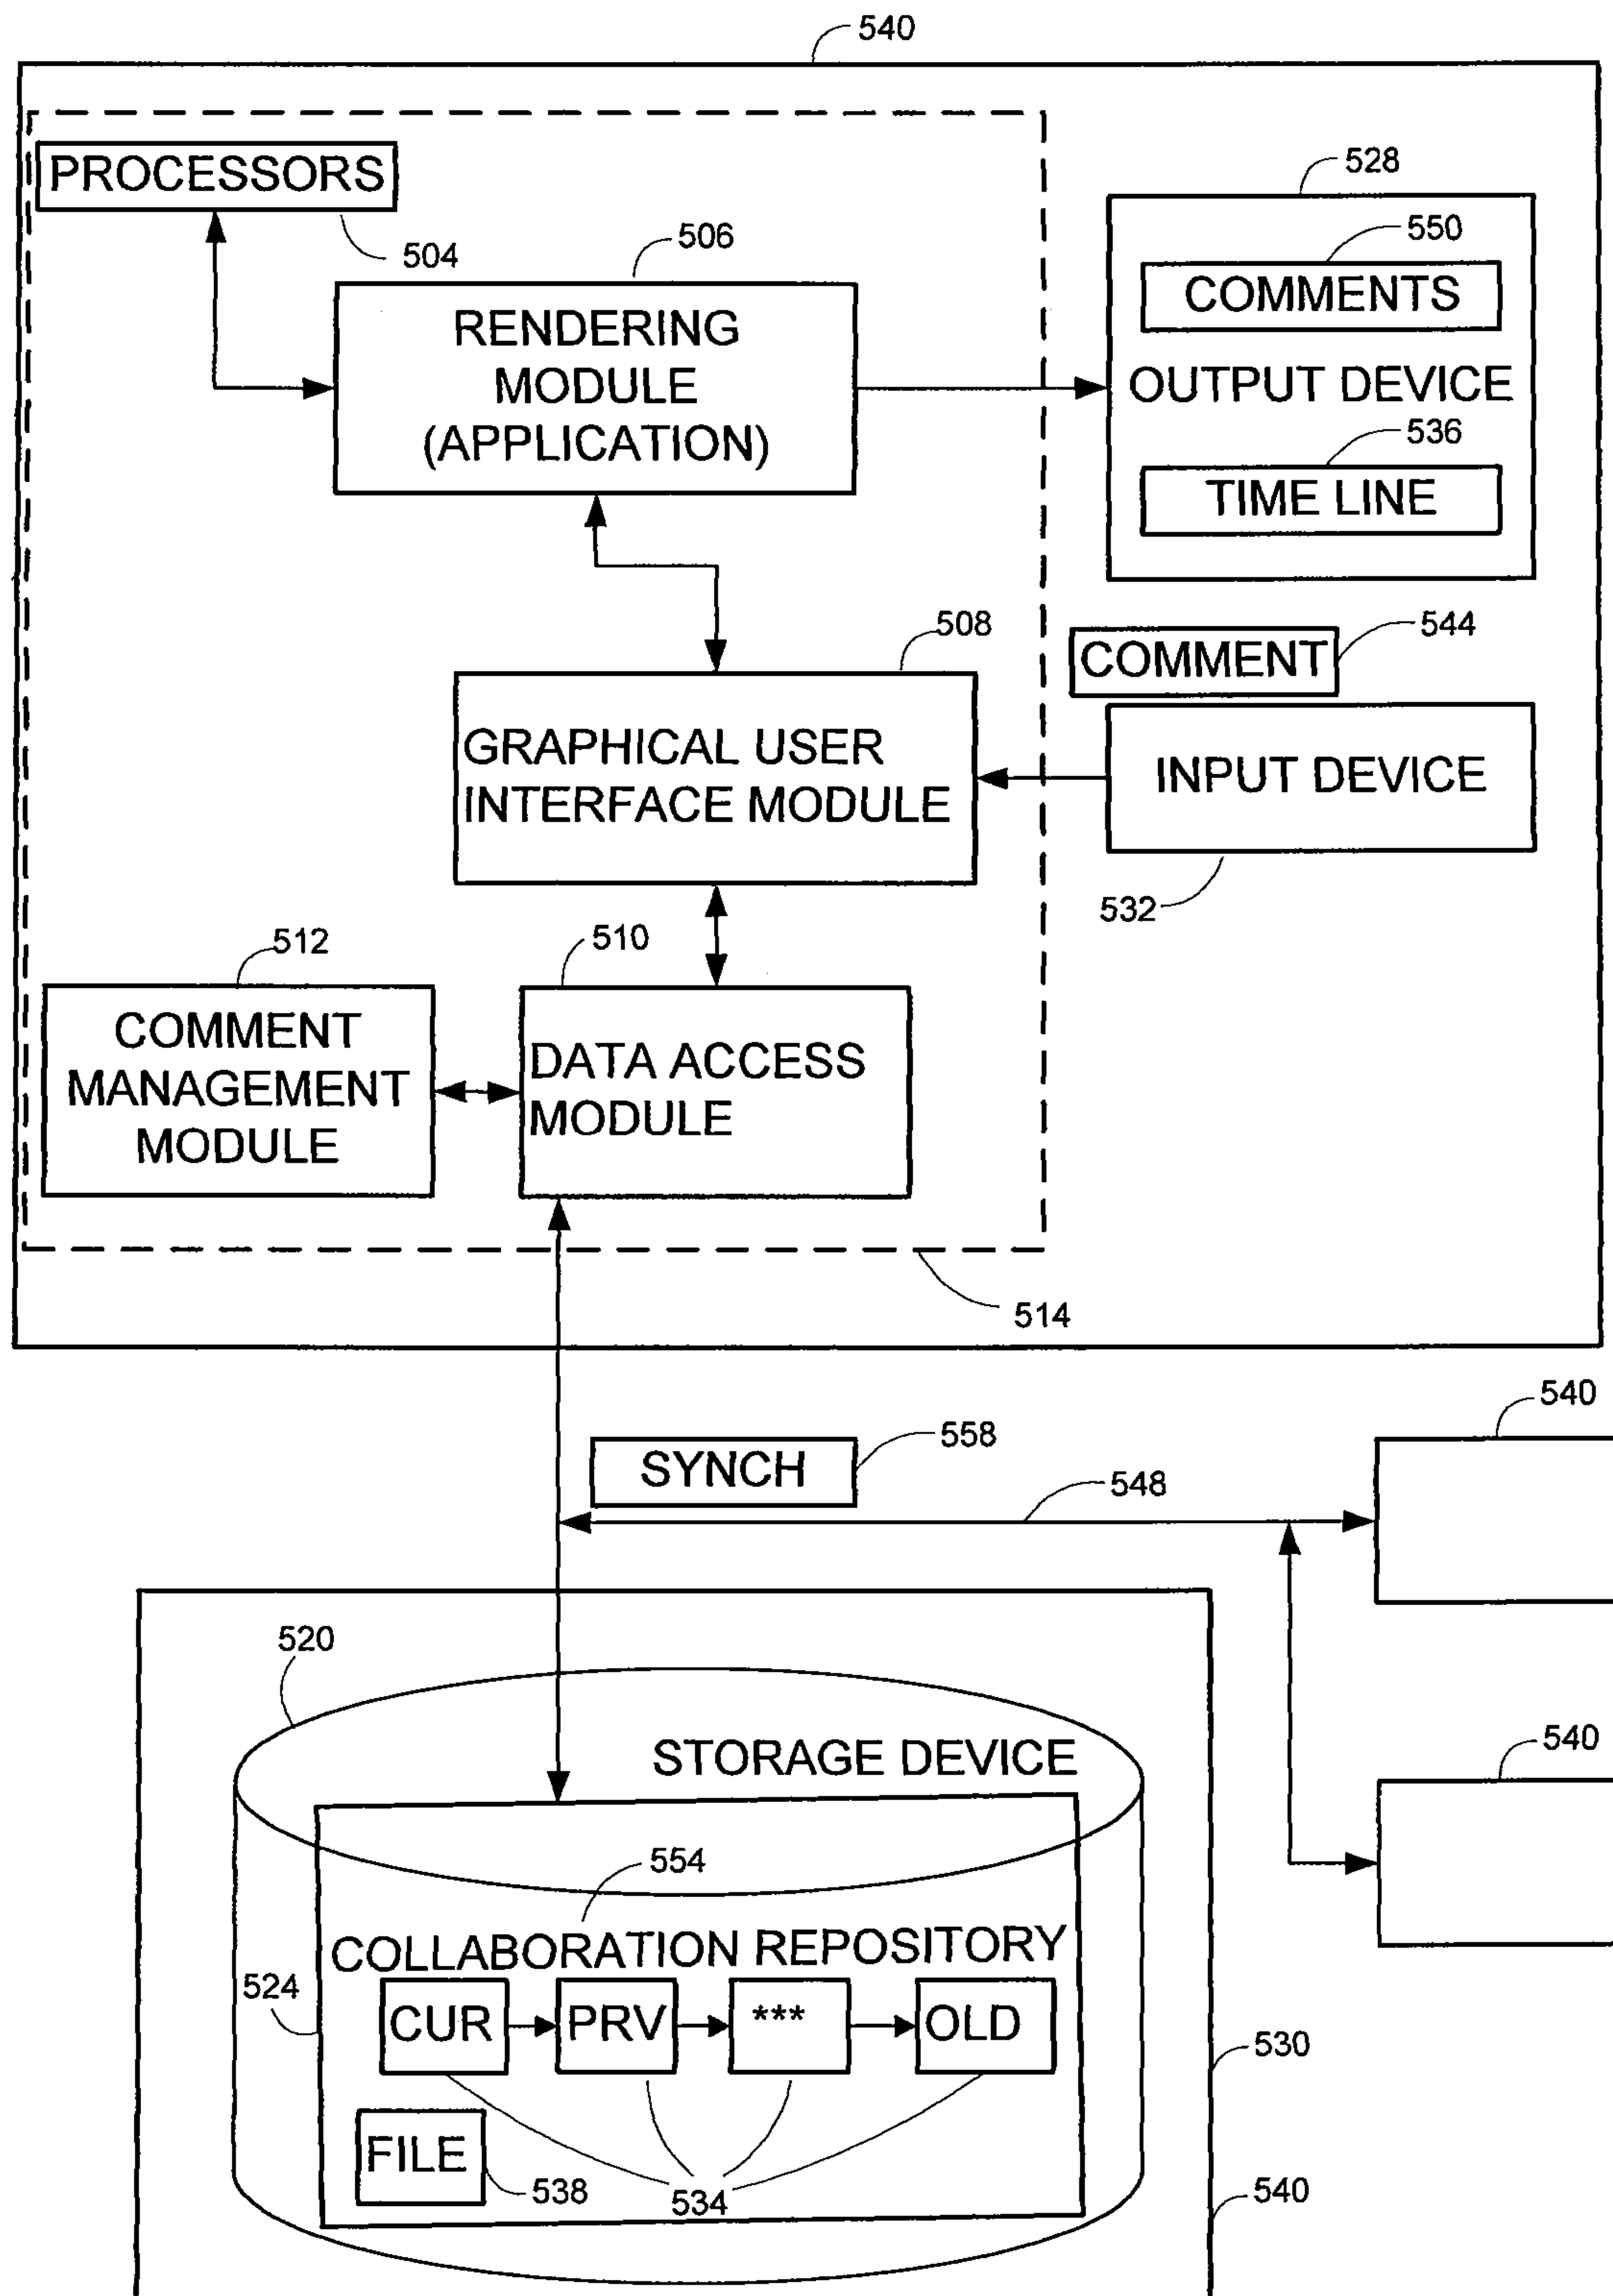 540
PROCESSORS
504
506
RENDERING
MODULE
(APPLICATION)
528
550
COMMENTS
OUTPUT DEVICE
536
TIME LINE
508
544
COMMENT
GRAPHICAL USER
INTERFACE MODULE
INPUT DEVICE
532
512
510
COMMENT
MANAGEMENT
MODULE
DATA ACCESS
MODULE
514
540
558
SYNCH
548
520
STORAGE DEVICE
540
554
COLLABORATION REPOSITORY
524
CUR
PRV
***
OLD
530
FILE
538
534
540